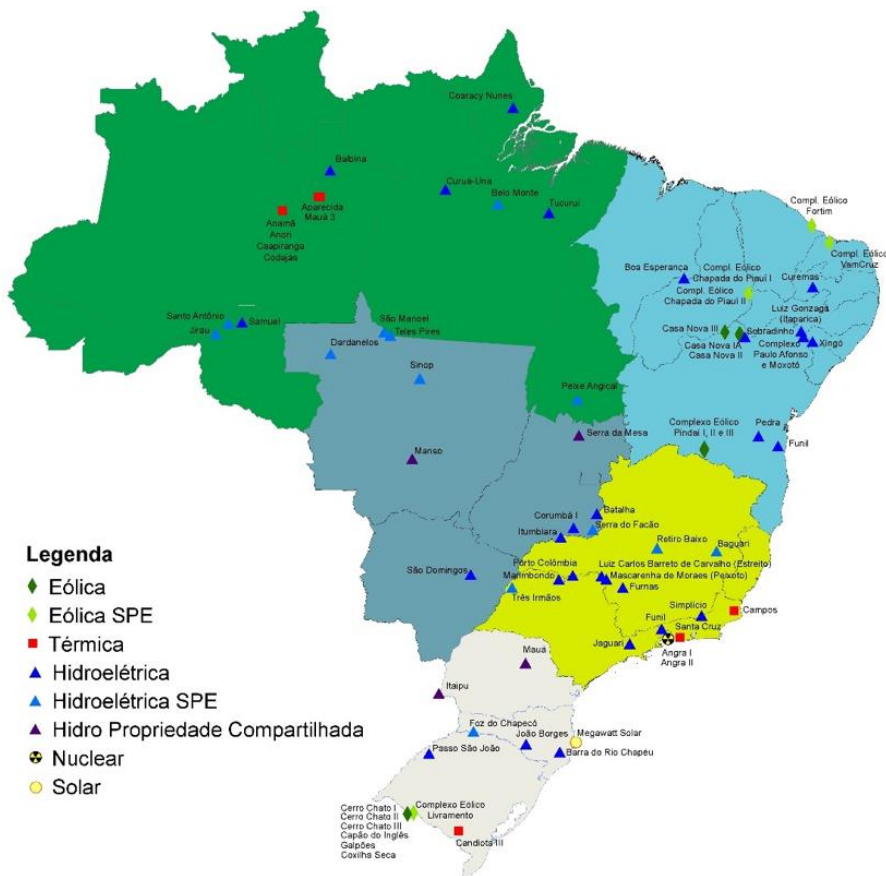 Coaracy Nunes
Balbina
Curuá-Una
Belo Monte
Tucuruí
Aparecida
Mauá 3
Anamã
Anori
Caapiranga
Codajás
Compl. Eólico
Fortim
Compl. Eólico
VamCruz
Boa Esperança
Compl. Eólico
Chapada do Piauí I
Compl. Eólico
Chapada do Piauí II
Curemas
Luiz Gonzaga
(Itaparica)
Santo Antônio
Samuel
Jirau
São Manoel
Teles Pires
Dardanelos
Sinop
Casa Nova III
Casa Nova IA
Casa Nova II
Sobradinho
Complexo
Paulo Afonso
e Moxotó
Xingó
Peixe Angical
Serra da Mesa
Manso
Complexo Eólico
Pindaí I, II e III
Pedra
Funil
Batalha
Corumbá I
Serra do Facão
Itumbiara
Retiro Baixo
Baguari
São Domingos
Porto Colômbia
Marimbondo
Luiz Carlos Barreto de Carvalho (Estreito)
Mascarenha de Moraes (Peixoto)
Três Irmãos
Furnas
Simplício
Campos
Funil
Santa Cruz
Jaguari
Angra I
Angra II
Mauá
Itaipu
Foz do Chapecó
João Borges
Megawatt Solar
Passo São João
Barra do Rio Chapéu
Cerro Chato I
Cerro Chato II
Cerro Chato III
Capão do Inglês
Galpões
Coxilha Seca
Complexo Eólico
Livramento
Candiota III
Legenda
Eólica
Eólica SPE
Térmica
Hidroelétrica
Hidroelétrica SPE
Hidro Propriedade Compartilhada
Nuclear
Solar